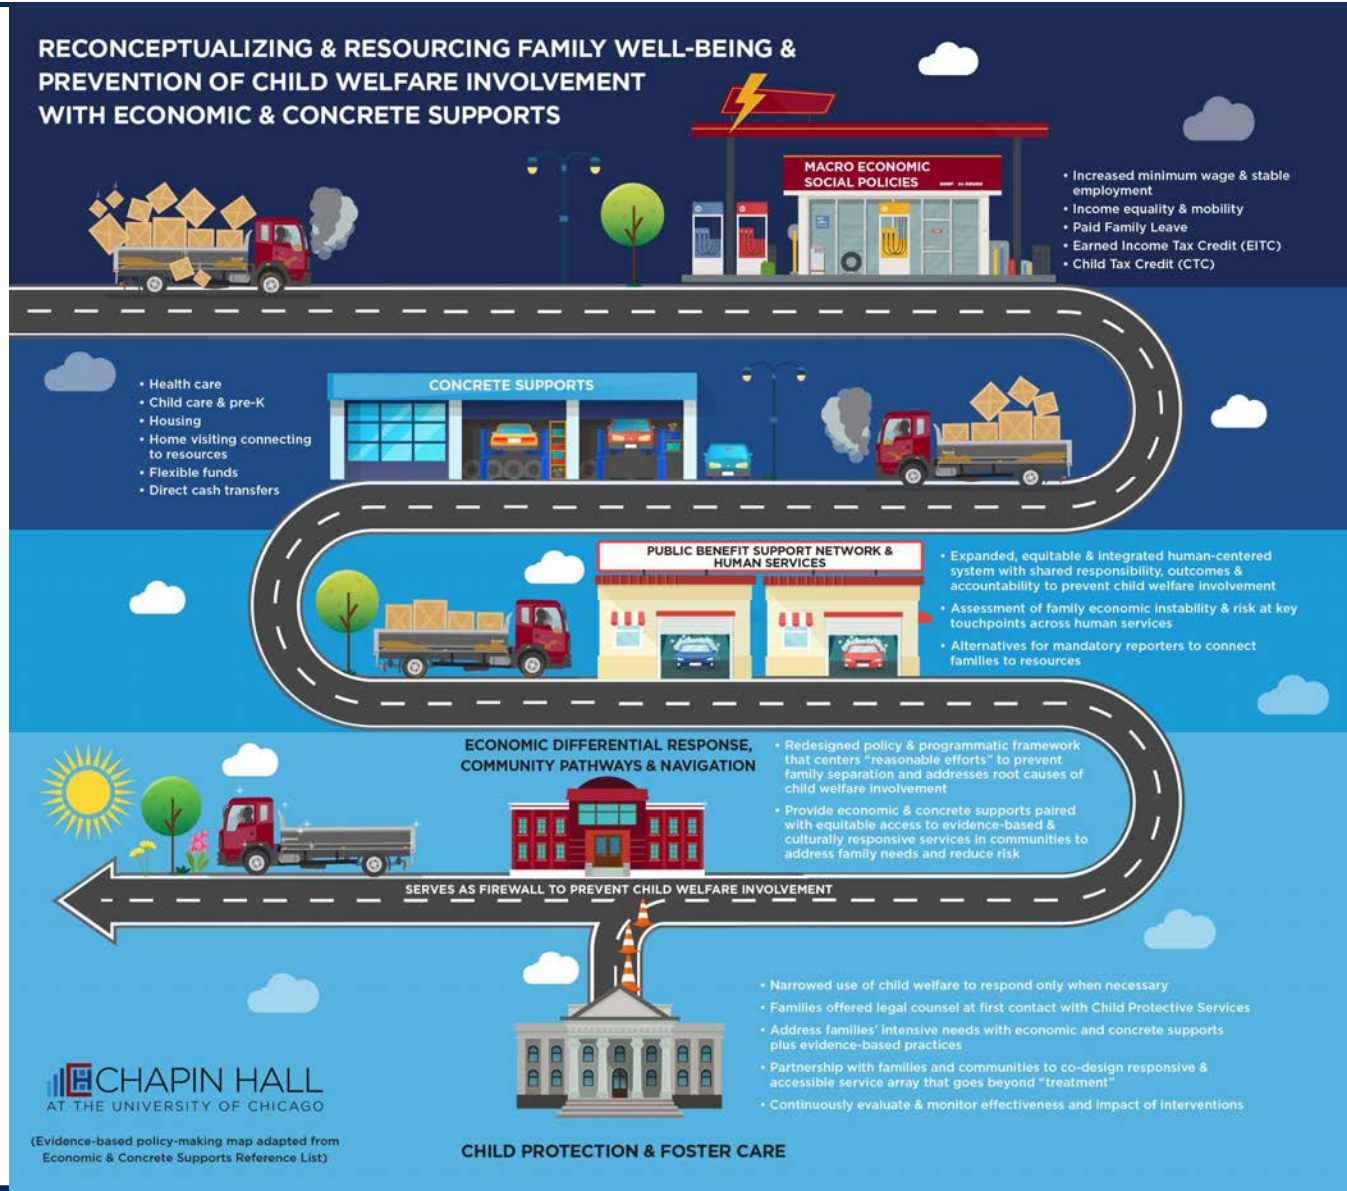 RECONCEPTUALIZING & RESOURCING FAMILY WELL-BEING &
PREVENTION OF CHILD WELFARE INVOLVEMENT
WITH ECONOMIC & CONCRETE SUPPORTS
MACRO ECONOMIC
SOCIAL POLICIES
• Increased minimum wage & stable
employment
• Income equality & mobility
• Paid Family Leave
• Earned Income Tax Credit (EITC)
• Child Tax Credit (CTC)
• Health care
• Child care & pre-K
• Housing
• Home visiting connecting
to resources
• Flexible funds
• Direct cash transfers
CONCRETE SUPPORTS
PUBLIC BENEFIT SUPPORT NETWORK &
HUMAN SERVICES
• Expanded, equitable & integrated human-centered
system with shared responsibility, outcomes &
accountability to prevent child welfare involvement
• Assessment of family economic instability & risk at key
touchpoints across human services
• Alternatives for mandatory reporters to connect
families to resources
ECONOMIC DIFFERENTIAL RESPONSE,
COMMUNITY PATHWAYS & NAVIGATION
• Redesigned policy & programmatic framework
that centers “reasonable efforts” to prevent
family separation and addresses root causes of
child welfare involvement
• Provide economic & concrete supports paired
with equitable access to evidence-based &
culturally responsive services in communities to
address family needs and reduce risk
SERVES AS FIREWALL TO PREVENT CHILD WELFARE INVOLVEMENT
• Narrowed use of child welfare to respond only when necessary
• Families offered legal counsel at first contact with Child Protective Services
• Address families’ intensive needs with economic and concrete supports
plus evidence-based practices
• Partnership with families and communities to co-design responsive &
accessible service array that goes beyond “treatment”
• Continuously evaluate & monitor effectiveness and impact of interventions
CHILD PROTECTION & FOSTER CARE
CHAPIN HALL
AT THE UNIVERSITY OF CHICAGO
(Evidence-based policy-making map adapted from
Economic & Concrete Supports Reference List)